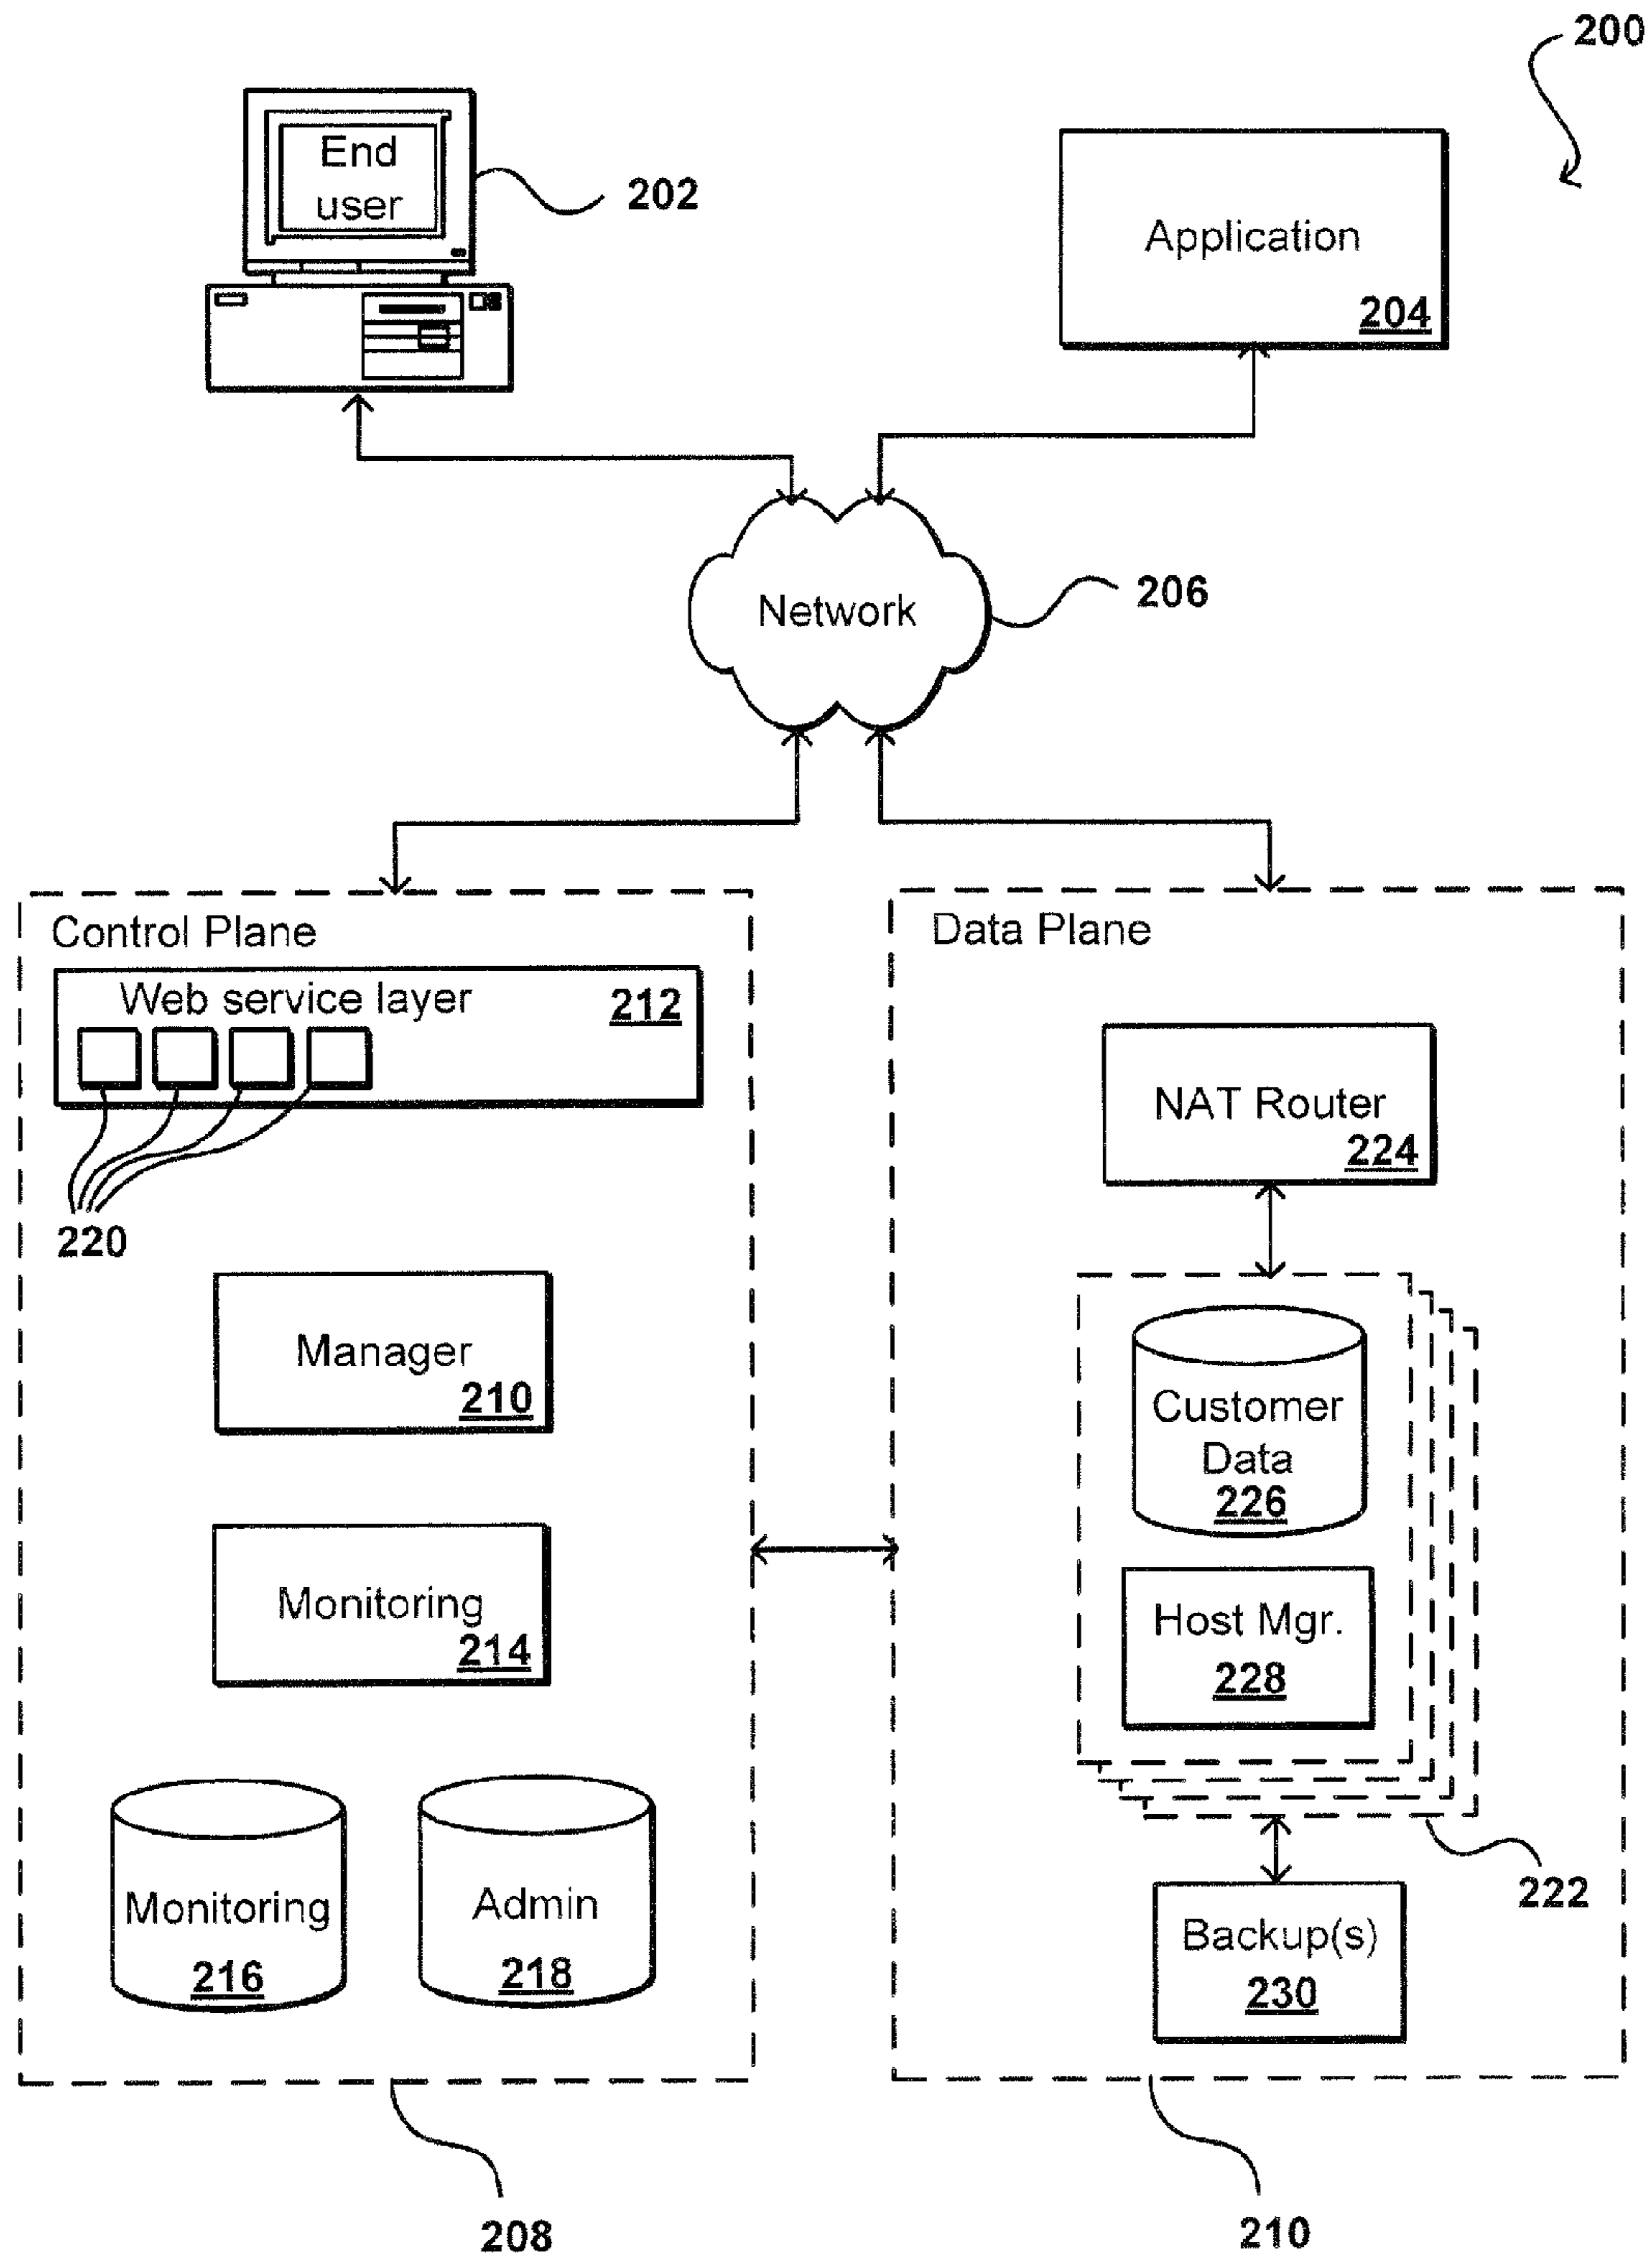 200
End
user
202
Application
204
Network
206
Control Plane
Web service layer
212
220
Manager
210
Monitoring
214
Monitoring
216
Admin
218
208
Data Plane
NAT Router
224
Customer
Data
226
Host Mgr.
228
222
Backup(s)
230
210